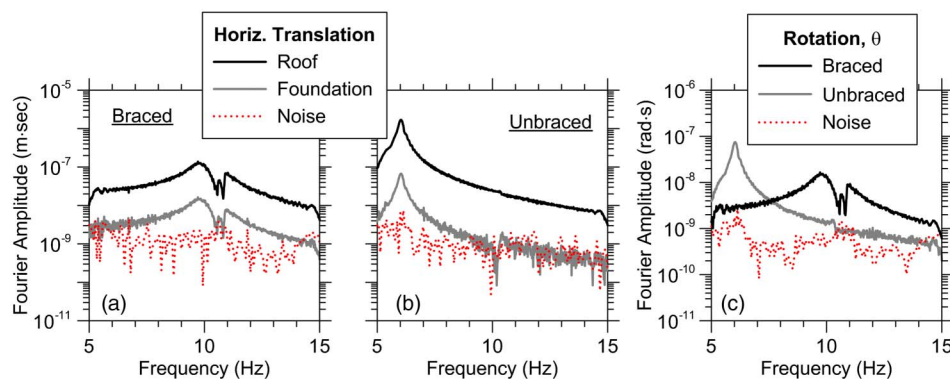 Horiz. Translation
Roof
Foundation
Noise
Rotation, θ
Braced
Unbraced
Noise
Fourier Amplitude (m·sec)
10-5
10-7
10-9
10-11
Braced
(a)
5
10
15
Frequency (Hz)
Unbraced
(b)
5
10
15
Frequency (Hz)
Fourier Amplitude (rad·s)
10-6
10-7
10-8
10-9
10-10
10-11
(c)
5
10
15
Frequency (Hz)